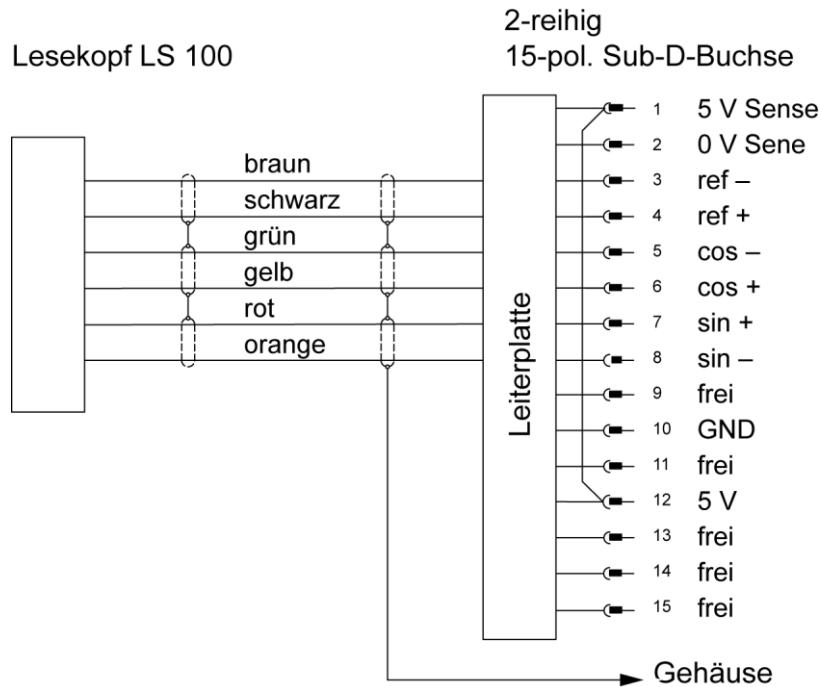 Lesekopf LS 100
2-reihig
15-pol. Sub-D-Buchse
braun
schwarz
grün
gelb
rot
orange
Leiterplatte
1 5 V Sense
2 0 V Sene
3 ref –
4 ref +
5 cos –
6 cos +
7 sin +
8 sin –
9 frei
10 GND
11 frei
12 5 V
13 frei
14 frei
15 frei
Gehäuse